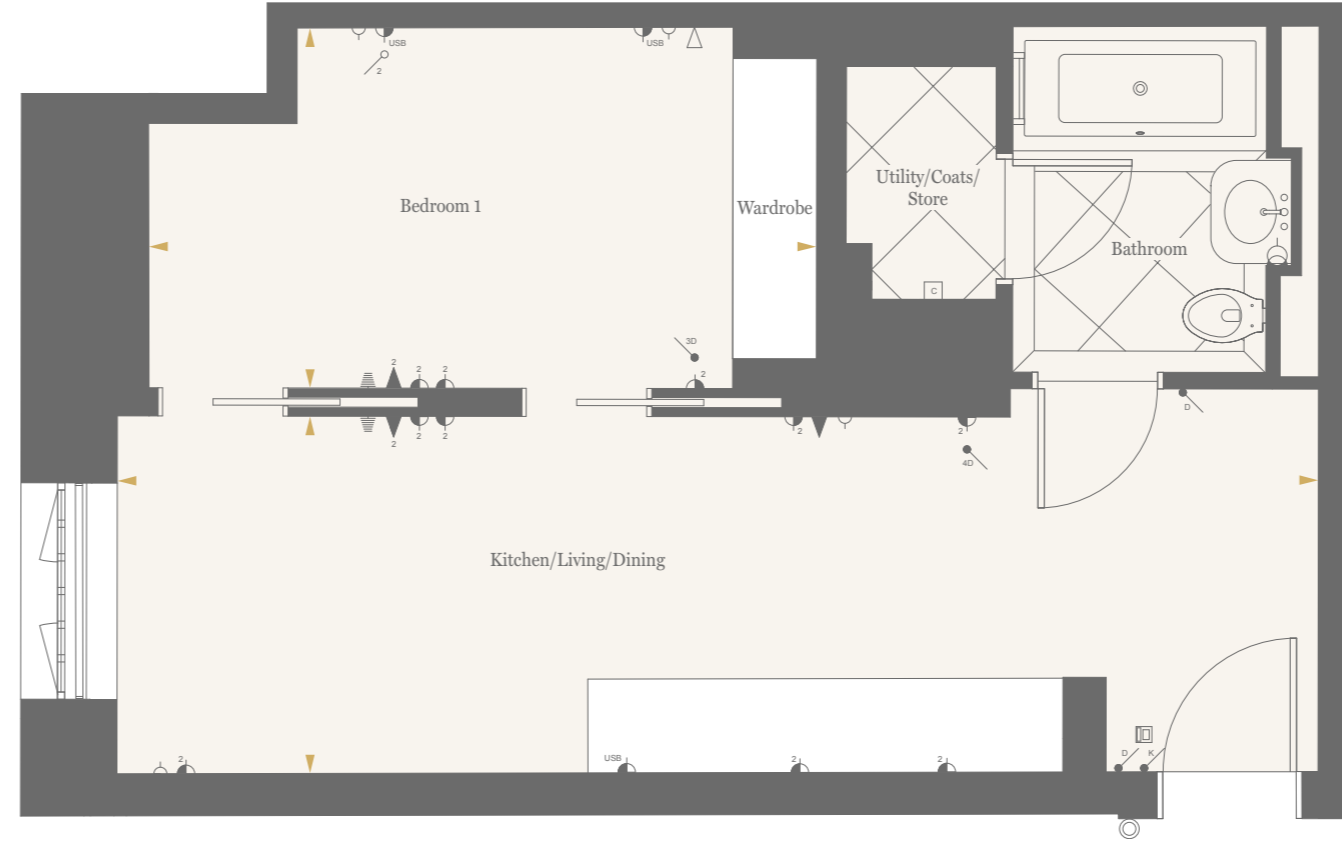 USB
USB
2
Utility/Coats/
Store
Bedroom 1
Wardrobe
Bathroom
C
3D
2
2
2
2
D
2
2
2
2
2
4D
Kitchen/Living/Dining
D
K
2
USB
2
2